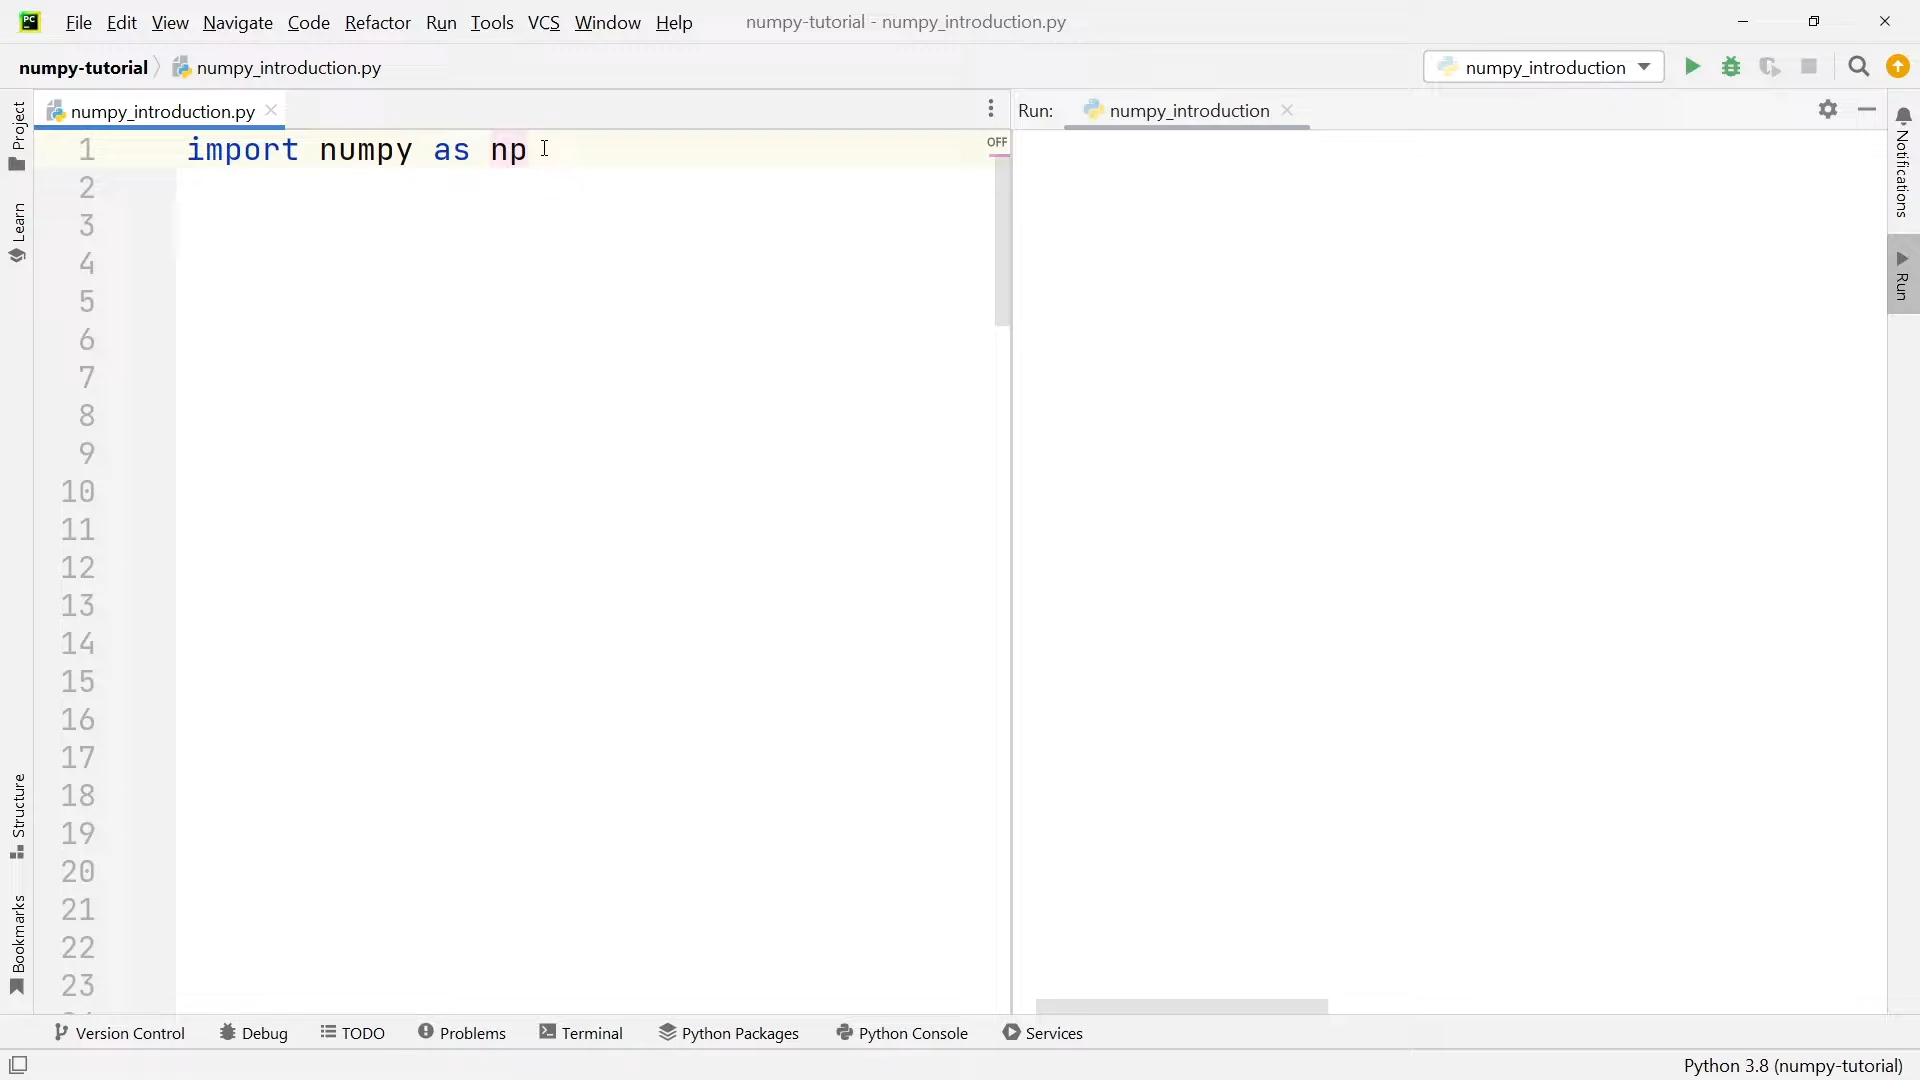 PC File Edit View Navigate Code Refactor Run Tools VCS Window Help numpy-tutorial - numpy_introduction.py
numpy-tutorial numpy_introduction.py numpy_introduction
numpy_introduction.py Run: numpy_introduction
Project
Learn
Structure
Bookmarks
1 import numpy as np OFF
2
3
4
5
6
7
8
9
10
11
12
13
14
15
16
17
18
19
20
21
22
23
Notifications
Run
Version Control Debug TODO Problems Terminal Python Packages Python Console Services
Python 3.8 (numpy-tutorial)